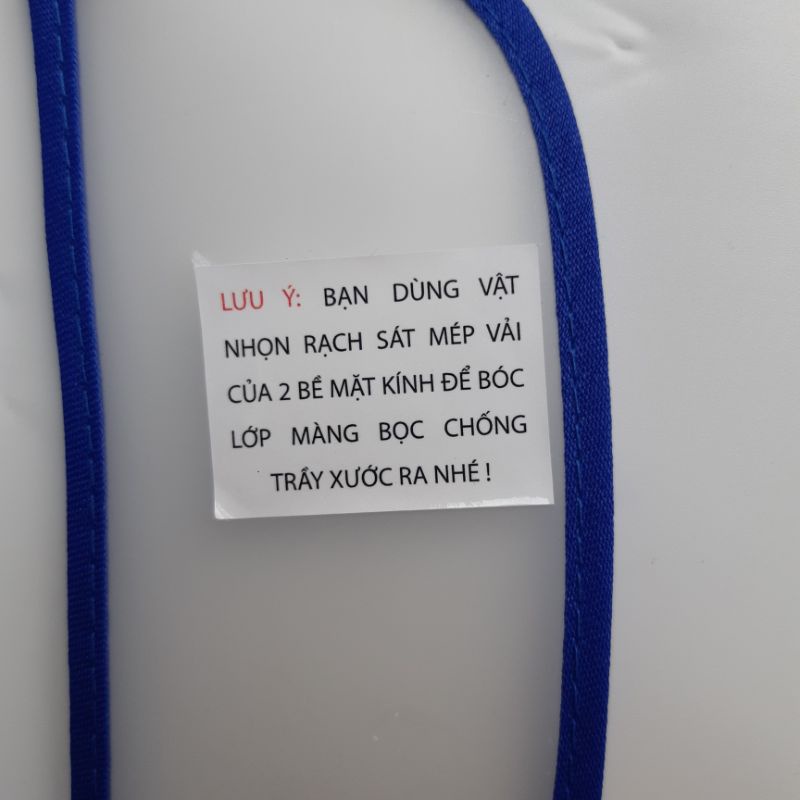 LƯU Ý: BẠN DÙNG VẬT
NHỌN RẠCH SÁT MÉP VẢI
CỦA 2 BỀ MẶT KÍNH ĐỂ BÓC
LỚP MÀNG BỌC CHỐNG
TRẦY XƯỚC RA NHÉ !